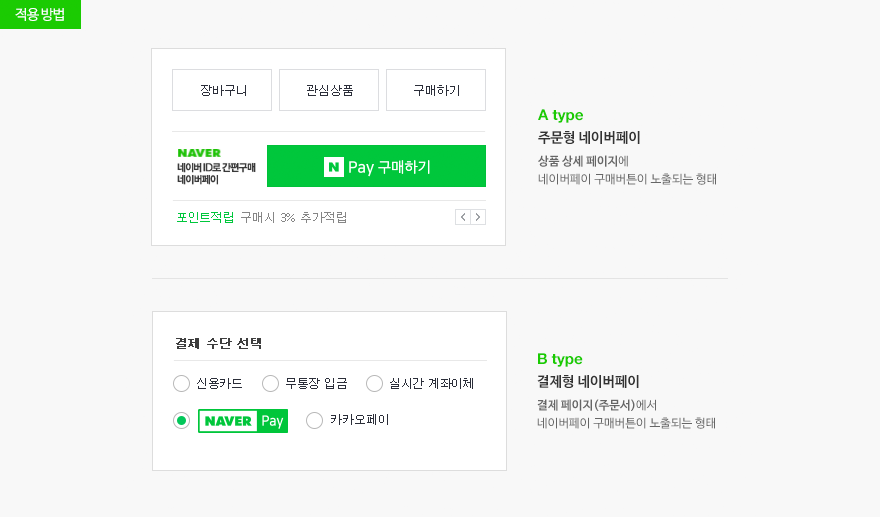 적용방법
장바구니
관심상품
구매하기
NAVER
네이버 ID로 간편구매
네이버페이
N Pay 구매하기
포인트적립 구매시 3% 추가적립
A type
주문형 네이버페이
상품 상세 페이지에
네이버페이 구매버튼이 노출되는 형태
결제 수단 선택
신용카드
무통장 입금
실시간 계좌이체
NAVER Pay
카카오페이
B type
결제형 네이버페이
결제 페이지(주문서)에서
네이버페이 구매버튼이 노출되는 형태